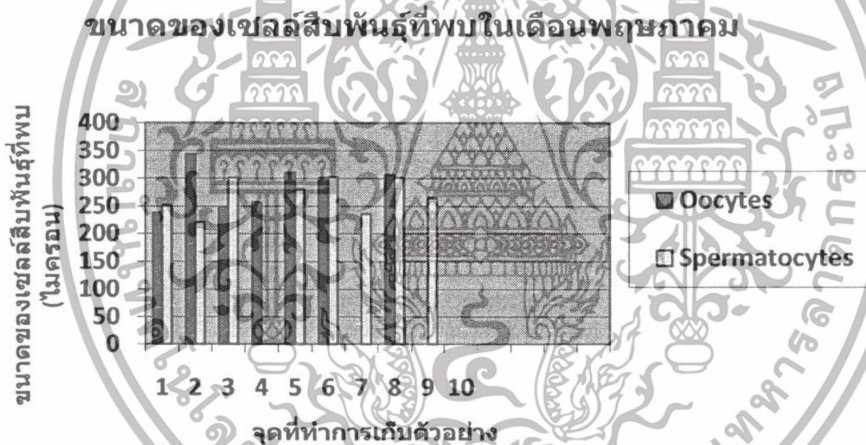 ขนาดของเซลล์สืบพันธุ์ที่พบในเดือนพฤษภาคม
ขนาดของเซลล์สืบพันธุ์ที่พบ
(ไมครอน)
400
350
300
250
200
150
100
50
0
1 2 3 4 5 6 7 8 9 10
จุดที่ทำการเก็บตัวอย่าง
Oocytes
Spermatocytes